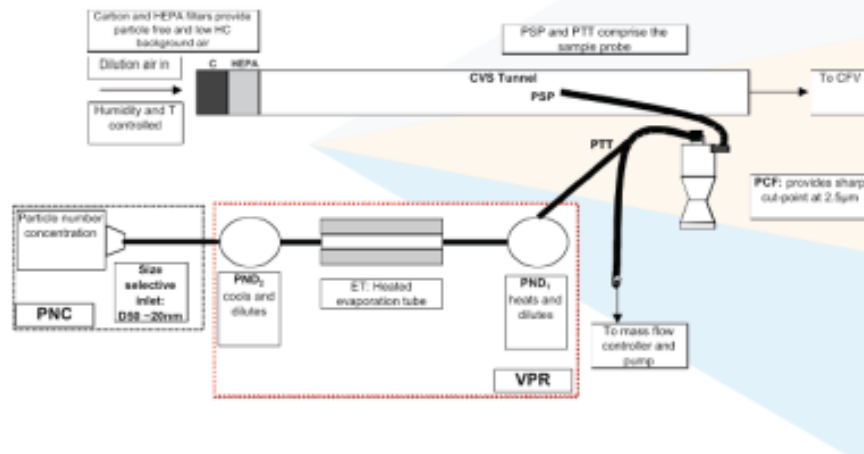 Carbon and HEPA filters provide
particle free and low HC
background air
PSP and PTT comprise the
sample probe
Dilution air in
C HEPA
CVS Tunnel
To CFV
PSP
Humidity and T
controlled
PTT
PCF: provides sharp
cut-point at 2.5µm
Particle number
concentration
Size
selective
inlet:
D50 ~20nm
PNC
PND2
cools and
dilutes
ET: Heated
evaporation tube
PND1
heats and
dilutes
VPR
To mass flow
controller and
pump